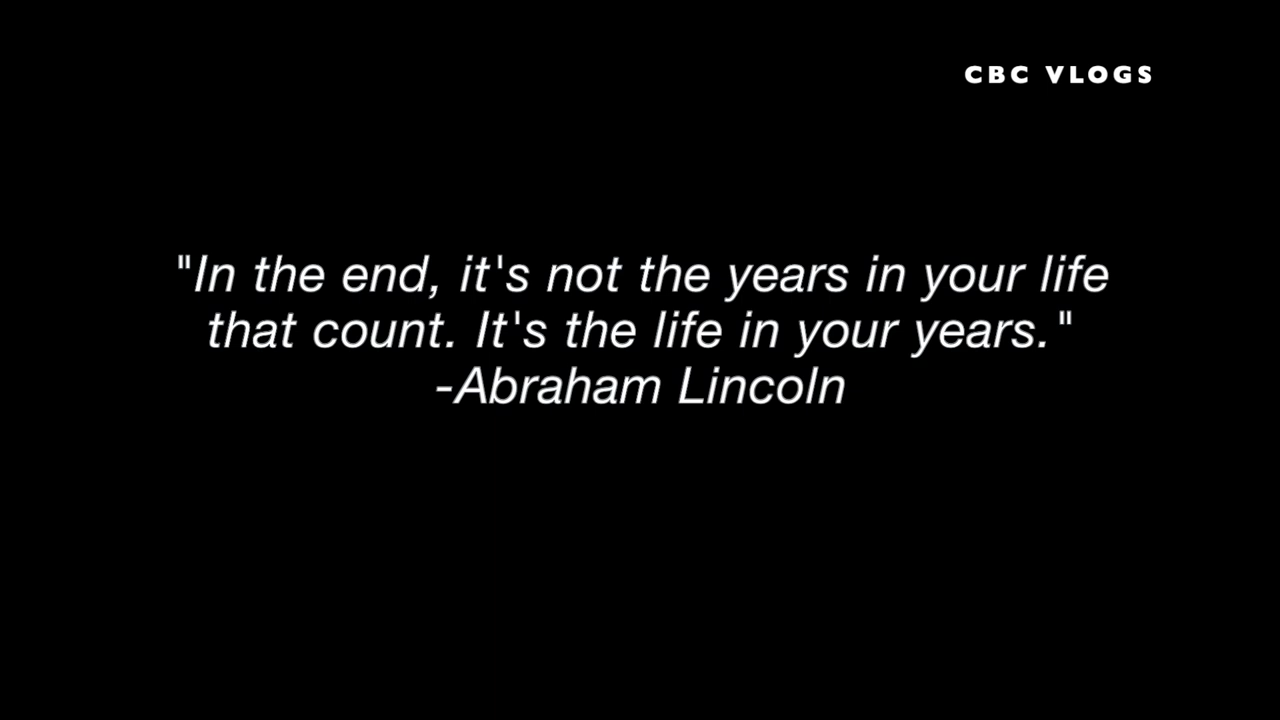 CBC VLOGS
"In the end, it's not the years in your life
that count. It's the life in your years."
-Abraham Lincoln